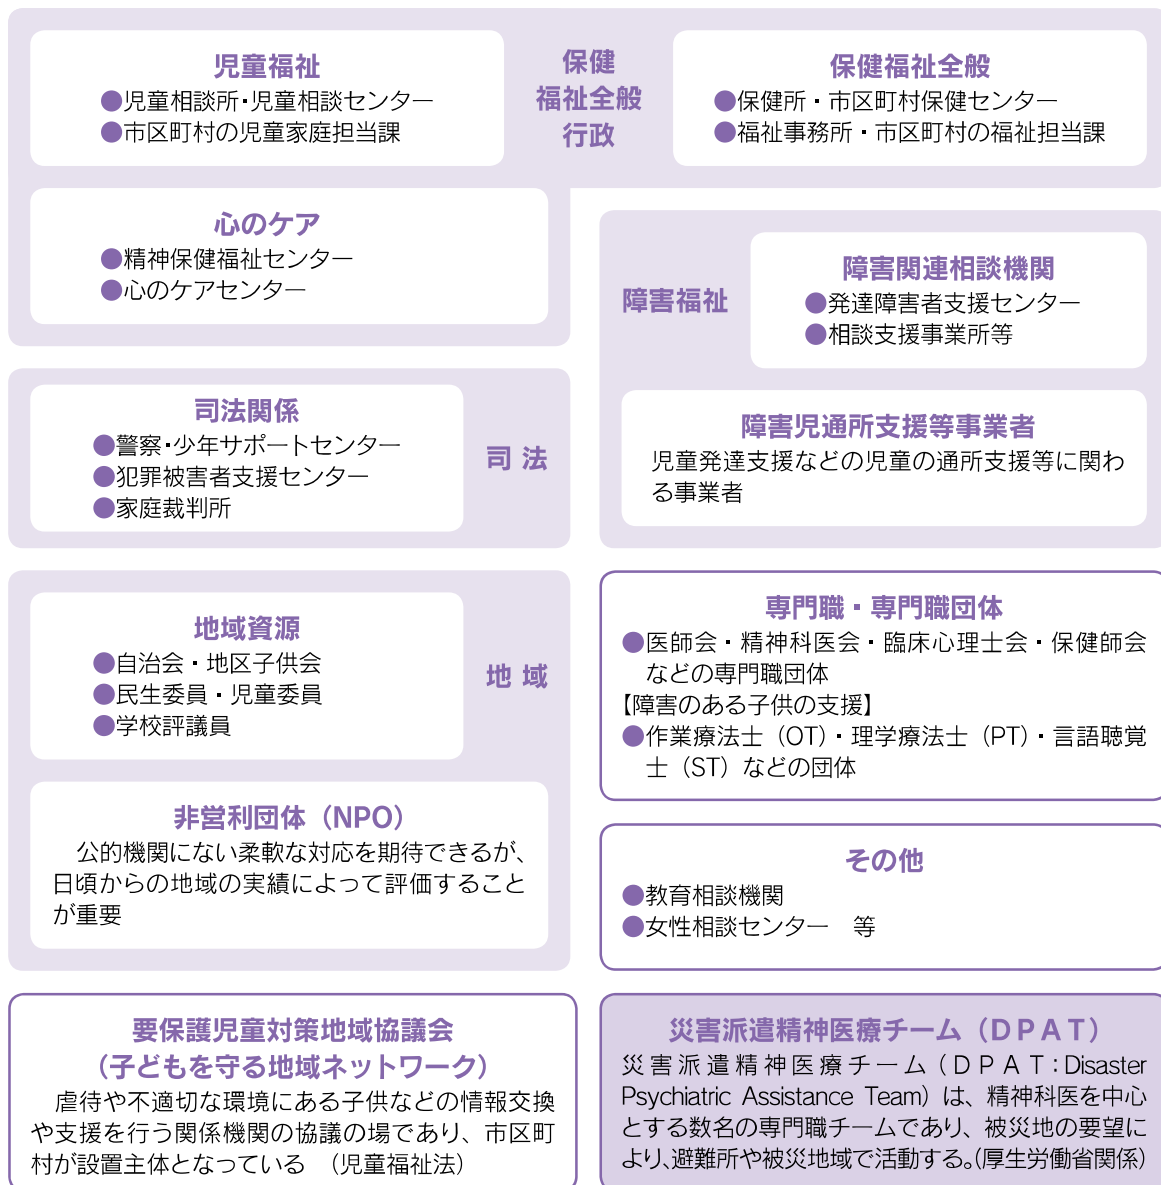 児童福祉
●児童相談所・児童相談センター
●市区町村の児童家庭担当課
保健
福祉全般
行政
保健福祉全般
●保健所・市区町村保健センター
●福祉事務所・市区町村の福祉担当課
心のケア
●精神保健福祉センター
●心のケアセンター
障害福祉
障害関連相談機関
●発達障害者支援センター
●相談支援事業所等
障害児通所支援等事業者
児童発達支援などの児童の通所支援等に関わ
る事業者
司法関係
●警察・少年サポートセンター
●犯罪被害者支援センター
●家庭裁判所
司 法
地域資源
●自治会・地区子供会
●民生委員・児童委員
●学校評議員
地 域
非営利団体（NPO）
　公的機関にない柔軟な対応を期待できるが、
日頃からの地域の実績によって評価すること
が重要
専門職・専門職団体
●医師会・精神科医会・臨床心理士会・保健師会
などの専門職団体
【障害のある子供の支援】
●作業療法士（OT）・理学療法士（PT）・言語聴覚
士（ST）などの団体
その他
●教育相談機関
●女性相談センター　等
要保護児童対策地域協議会
（子どもを守る地域ネットワーク）
　虐待や不適切な環境にある子供などの情報交換
や支援を行う関係機関の協議の場であり、市区町
村が設置主体となっている　（児童福祉法）
災害派遣精神医療チーム（ＤＰＡＴ）
災害派遣精神医療チーム（ＤＰＡＴ：Disaster
Psychiatric Assistance Team）は、精神科医を中心
とする数名の専門職チームであり、被災地の要望に
より、避難所や被災地域で活動する。（厚生労働省関係）